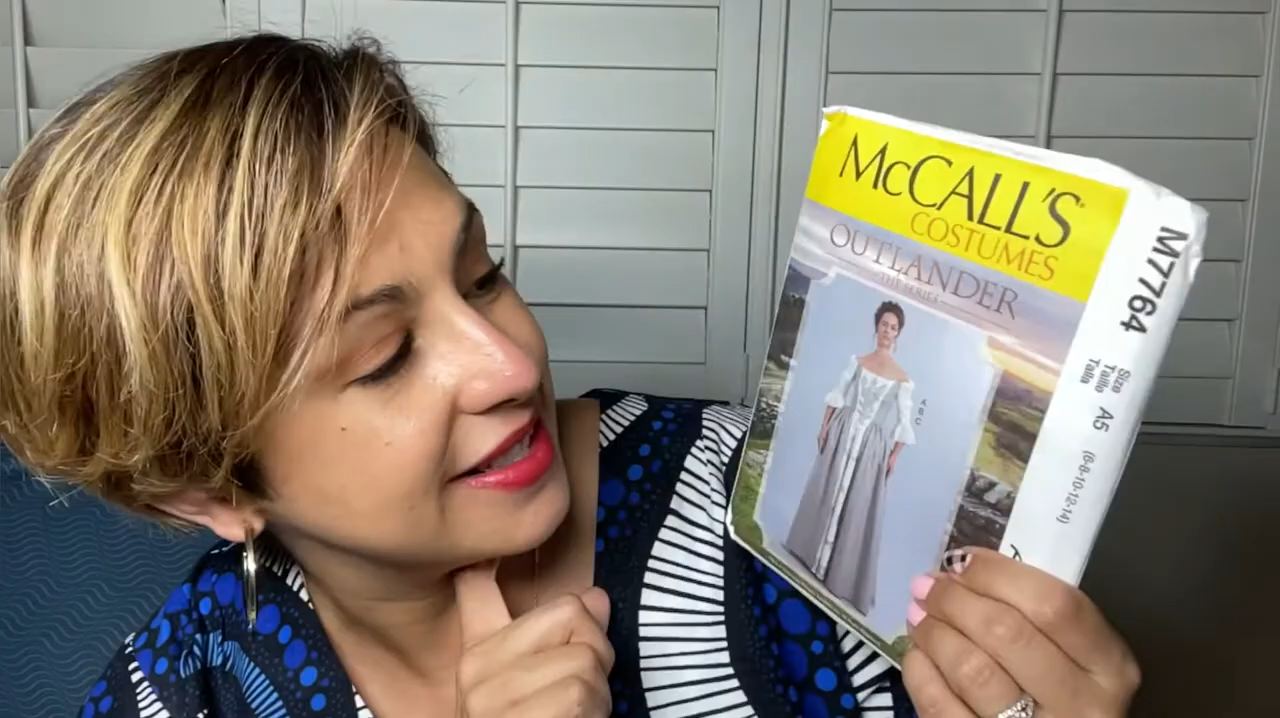 McCALL'S
COSTUMES
OUTLANDER
THE SERIES
A
B
C
M7764
Size
Taille
Talla
A5
(6-8-10-12-14)